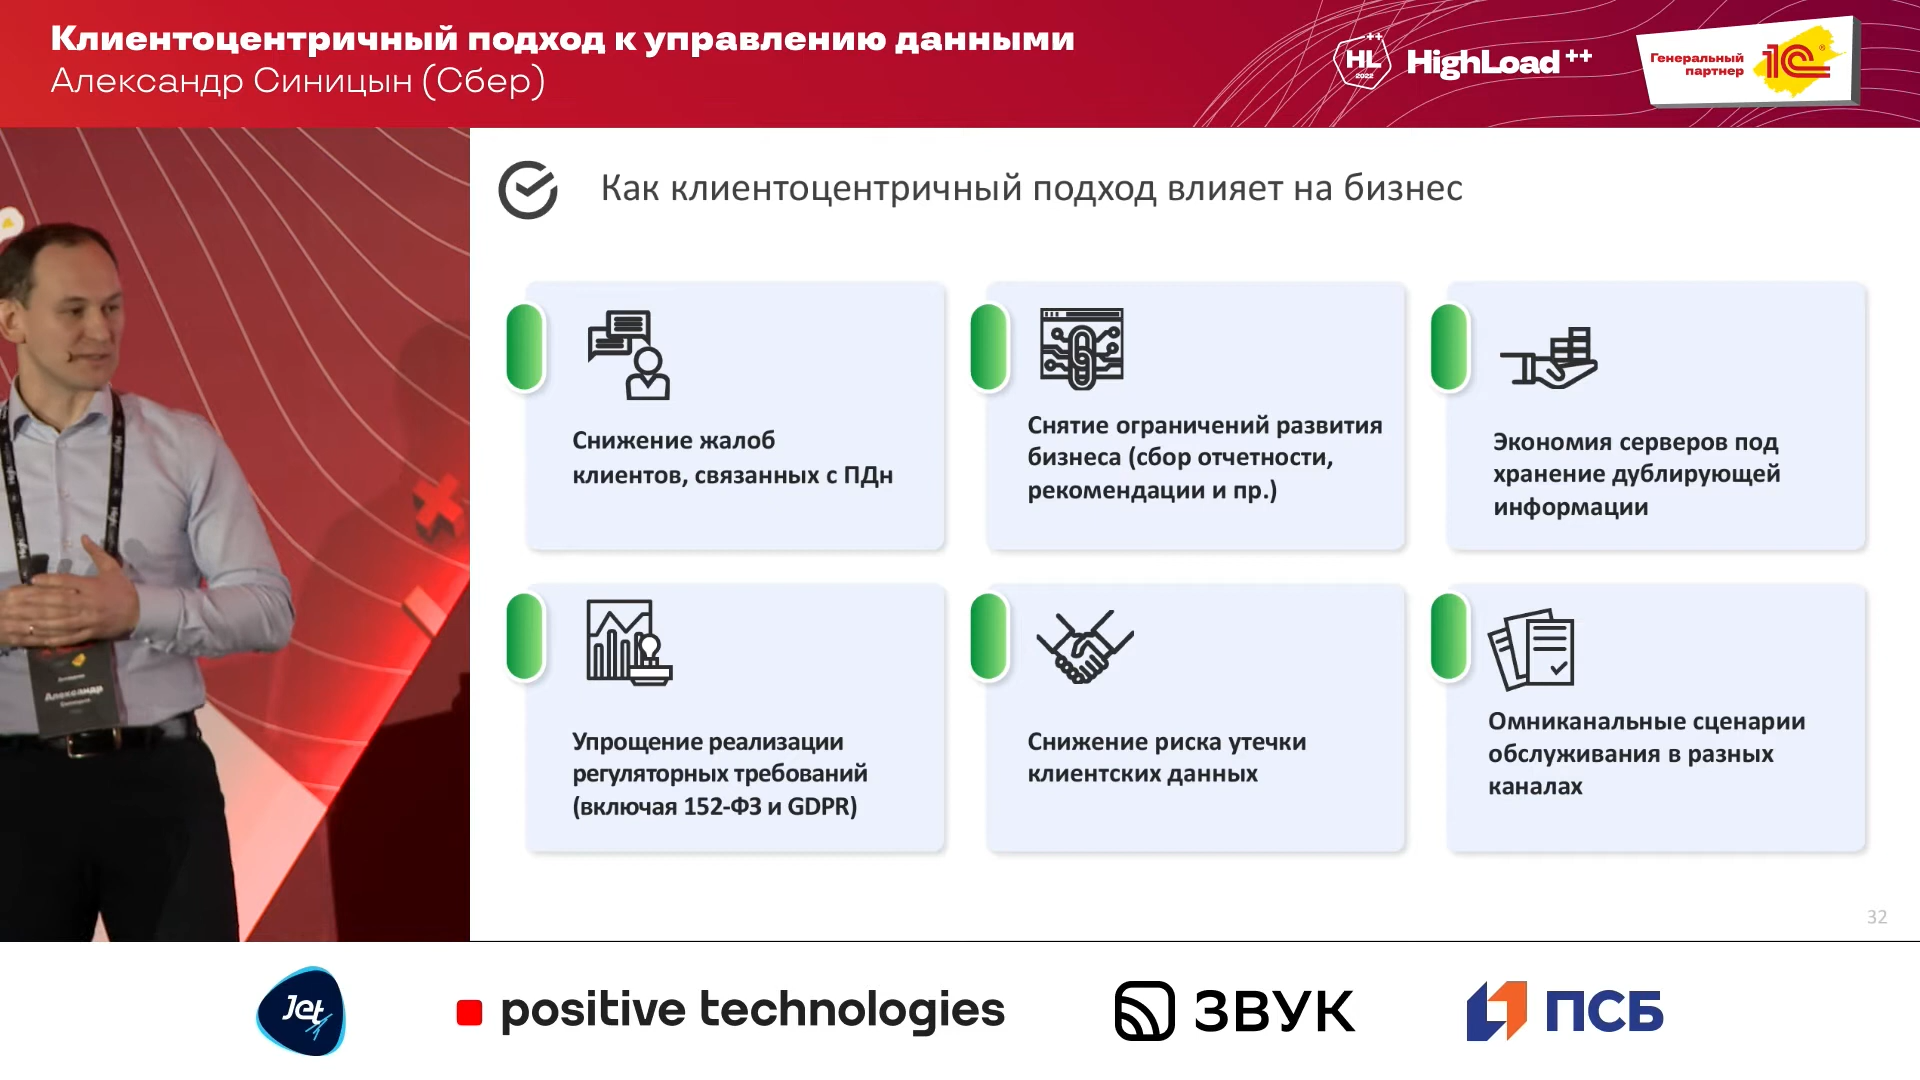 Клиентоцентричный подход к управлению данными
Александр Синицын (Сбер)
HL
++
2022
HighLoad++
Генеральный
партнер
1С
Как клиентоцентричный подход влияет на бизнес
Снижение жалоб
клиентов, связанных с ПДн
Снятие ограничений развития
бизнеса (сбор отчетности,
рекомендации и пр.)
Экономия серверов под
хранение дублирующей
информации
Упрощение реализации
регуляторных требований
(включая 152-ФЗ и GDPR)
Снижение риска утечки
клиентских данных
Омниканальные сценарии
обслуживания в разных
каналах
32
Александр
Jet
positive technologies
ЗВУК
ПСБ